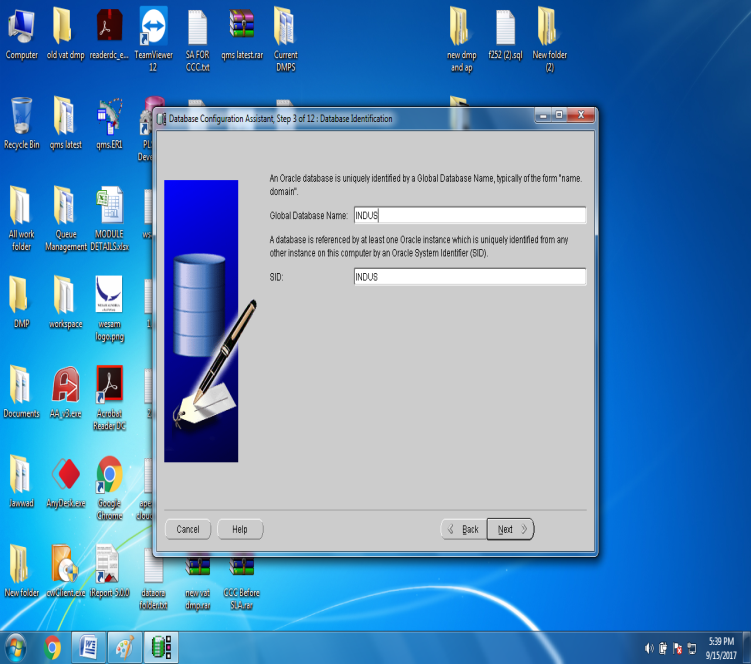 Computer
old vat dmp
readerdc_e...
TeamViewer
12
SA FOR
CCC.txt
qms latest.rar
Current
DMPS
new dmp
and ap
f252 (2).sql
New folder
(2)
Database Configuration Assistant, Step 3 of 12 : Database Identification
Recycle Bin
qms latest
qms.ER1
PL
Deve
An Oracle database is uniquely identified by a Global Database Name, typically of the form "name.
domain".
Global Database Name:
INDUS
A database is referenced by at least one Oracle instance which is uniquely identified from any
other instance on this computer by an Oracle System Identifier (SID).
SID:
INDUS
All work
folder
Queue
Management
MODULE
DETAILS.xlsx
DMP
workspace
wesam
logo.png
1
Documents
AA_v3.exe
Acrobat
Reader DC
2
Jawwad
AnyDesk.exe
Google
Chrome
apex
cloud
Cancel
Help
Back
Next
New folder
owClient.exe
iReport-5.0.0
dataora
folder.txt
new vat
dmp.rar
CCC Before
SLA.rar
5:39 PM
9/15/2017